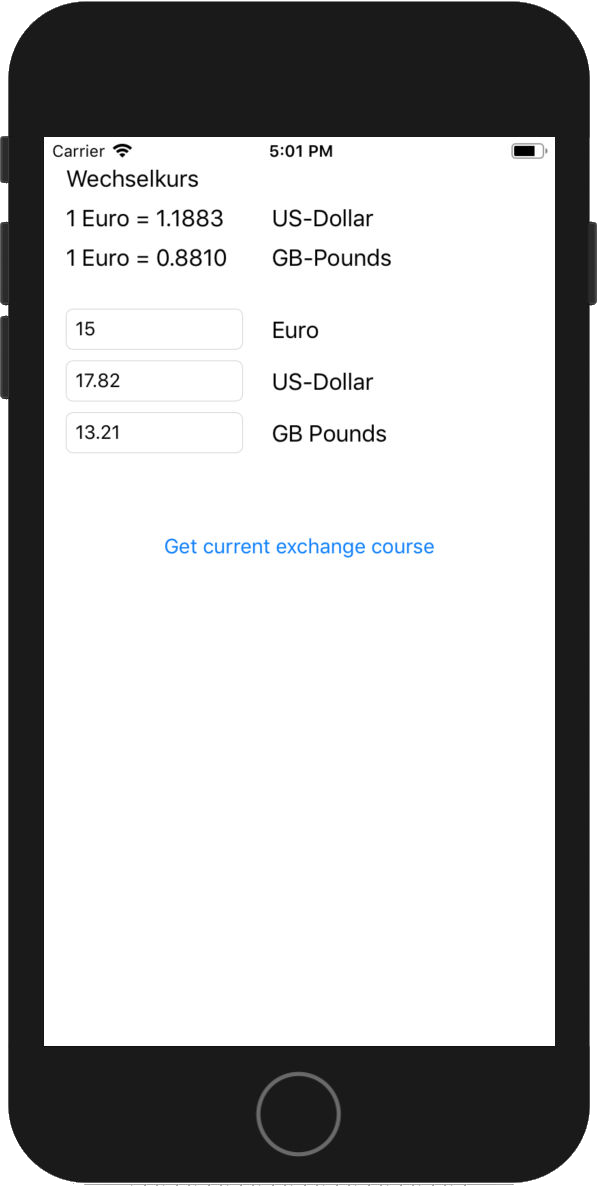 Carrier 5:01 PM
Wechselkurs
1 Euro = 1.1883 US-Dollar
1 Euro = 0.8810 GB-Pounds
15 Euro
17.82 US-Dollar
13.21 GB Pounds
Get current exchange course